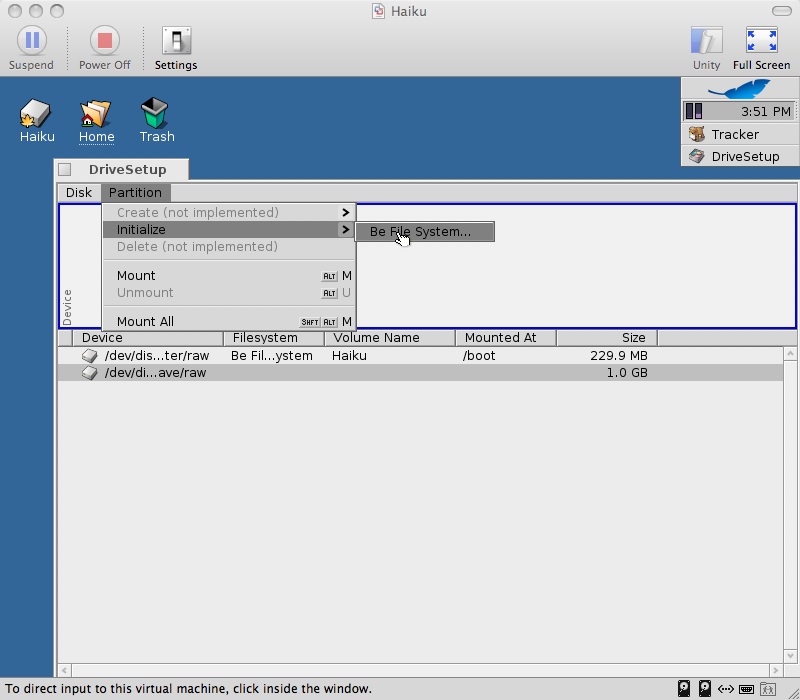 Haiku
Suspend Power Off Settings Unity Full Screen
3:51 PM
Tracker
DriveSetup
Haiku Home Trash
DriveSetup
Disk Partition
Create (not implemented)
Initialize
Be File System...
Delete (not implemented)
Mount ALT M
Unmount ALT U
Mount All SHFT ALT M
Device
Device Filesystem Volume Name Mounted At Size
/dev/dis...ter/raw Be Fil...ystem Haiku /boot 229.9 MB
/dev/di...ave/raw 1.0 GB
To direct input to this virtual machine, click inside the window.